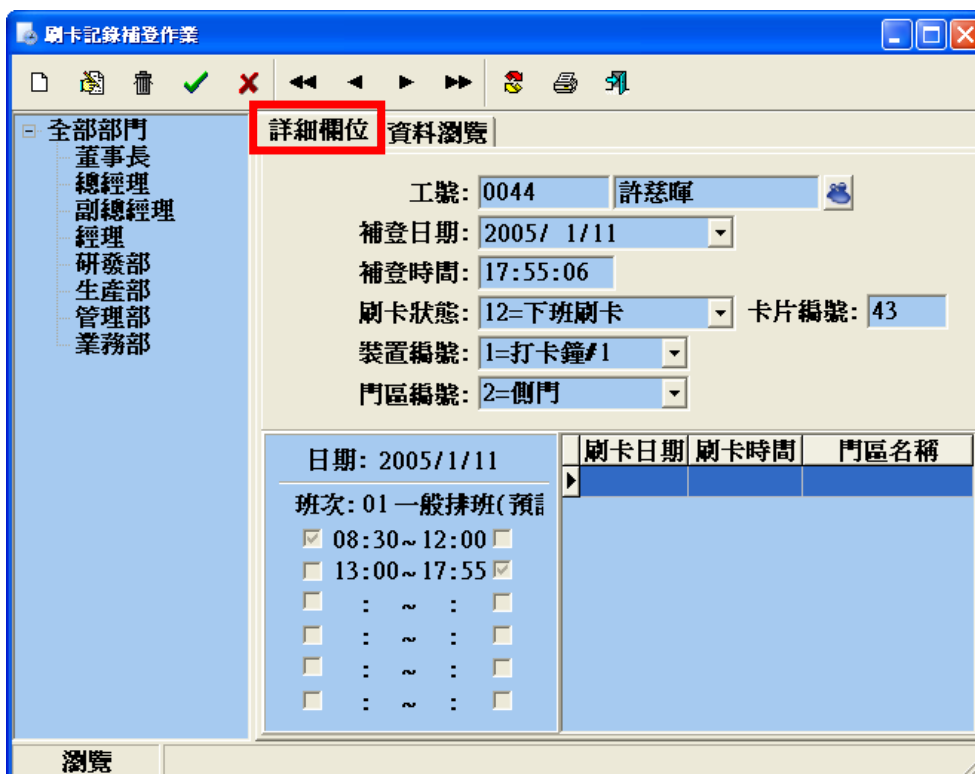 刷卡記錄補登作業
詳細欄位 資料瀏覽
全部部門
董事長
總經理
副總經理
經理
研發部
生產部
管理部
業務部
工號: 0044 許慈暉
補登日期: 2005/ 1/11
補登時間: 17:55:06
刷卡狀態: 12=下班刷卡 卡片編號: 43
裝置編號: 1=打卡鐘#1
門區編號: 2=側門
日期: 2005/1/11
班次: 01 一般排班(預設
08:30~12:00
13:00~17:55
: ~ :
: ~ :
: ~ :
: ~ :
刷卡日期 刷卡時間 門區名稱
瀏覽